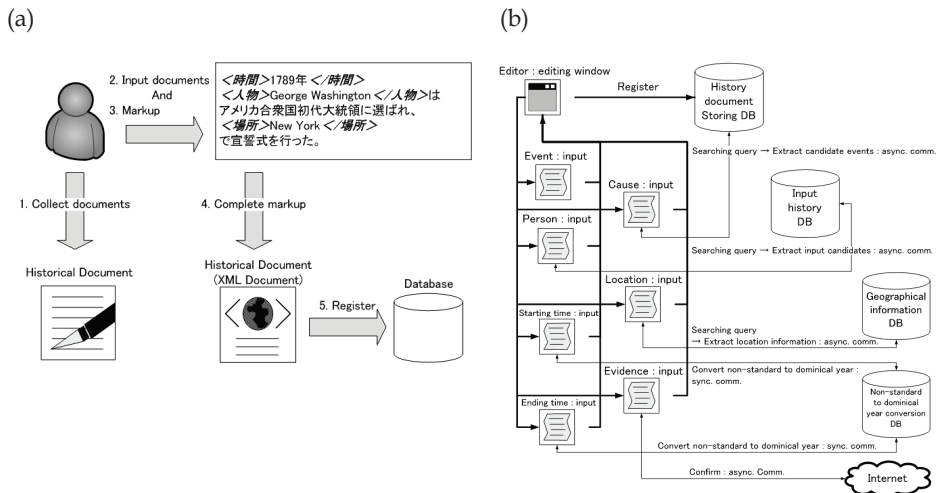 (a)
2. Input documents
And
3. Markup
<時間>1789年</時間>
<人物>George Washington</人物>は
アメリカ合衆国初代大統領に選ばれ、
<場所>New York</場所>
で宣誓式を行った。
1. Collect documents
4. Complete markup
Historical Document
Historical Document
(XML Document)
5. Register
Database
(b)
Editor : editing window
Register
History
document
Storing DB
Searching query → Extract candidate events : async. comm.
Event : input
Cause : input
Input
history
DB
Person : input
Searching query → Extract input candidates : async. comm.
Location : input
Geographical
information
DB
Starting time : input
Searching query
→ Extract location information : async. comm.
Convert non-standard to dominical year :
sync. comm.
Evidence : input
Non-standard
to dominical
year conversion
DB
Ending time : input
Convert non-standard to dominical year : sync. comm.
Confirm : async. Comm.
Internet